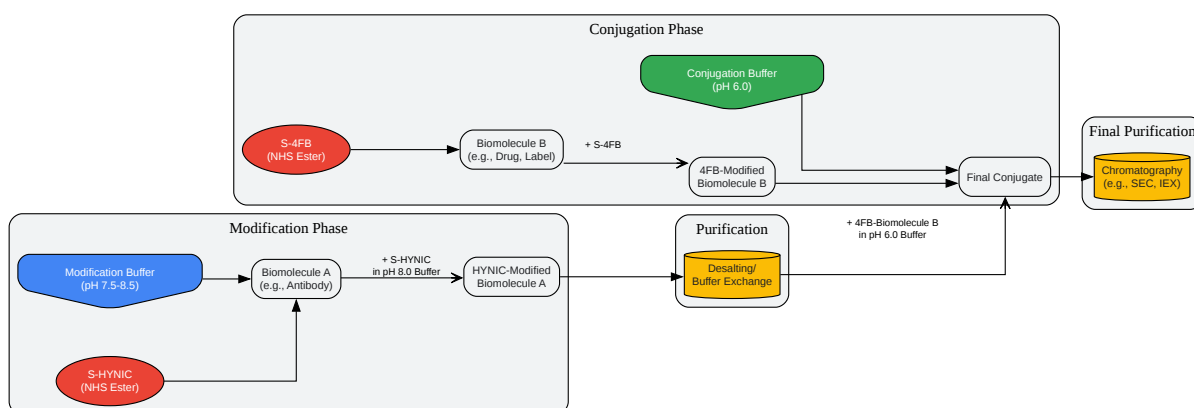 Conjugation Phase
Conjugation Buffer
(pH 6.0)
S-4FB
(NHS Ester)
Biomolecule B
(e.g., Drug, Label)
+ S-4FB
4FB-Modified
Biomolecule B
Final Conjugate
Final Purification
Chromatography
(e.g., SEC, IEX)
Modification Phase
Modification Buffer
(pH 7.5-8.5)
Biomolecule A
(e.g., Antibody)
+ S-HYNIC
in pH 8.0 Buffer
HYNIC-Modified
Biomolecule A
S-HYNIC
(NHS Ester)
Purification
Desalting/
Buffer Exchange
+ 4FB-Biomolecule B
in pH 6.0 Buffer